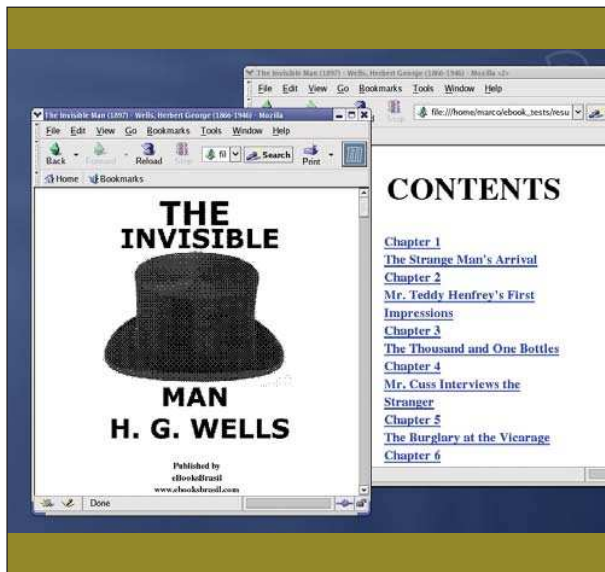 The Invisible Man (1897) - Wells, Herbert George (1866-1946) - Mozilla <2>
File Edit View Go Bookmarks Tools Window Help
file:///home/marco/ebook_tests/resu
CONTENTS
Chapter 1
The Strange Man's Arrival
Chapter 2
Mr. Teddy Henfrey's First
Impressions
Chapter 3
The Thousand and One Bottles
Chapter 4
Mr. Cuss Interviews the
Stranger
Chapter 5
The Burglary at the Vicarage
Chapter 6
The Invisible Man (1897) - Wells, Herbert George (1866-1946) - Mozilla
File Edit View Go Bookmarks Tools Window Help
Back Forward Reload Stop fil Search Print
Home Bookmarks
THE
INVISIBLE
MAN
H. G. WELLS
Published by
eBooksBrasil
www.ebooksbrasil.com
Done